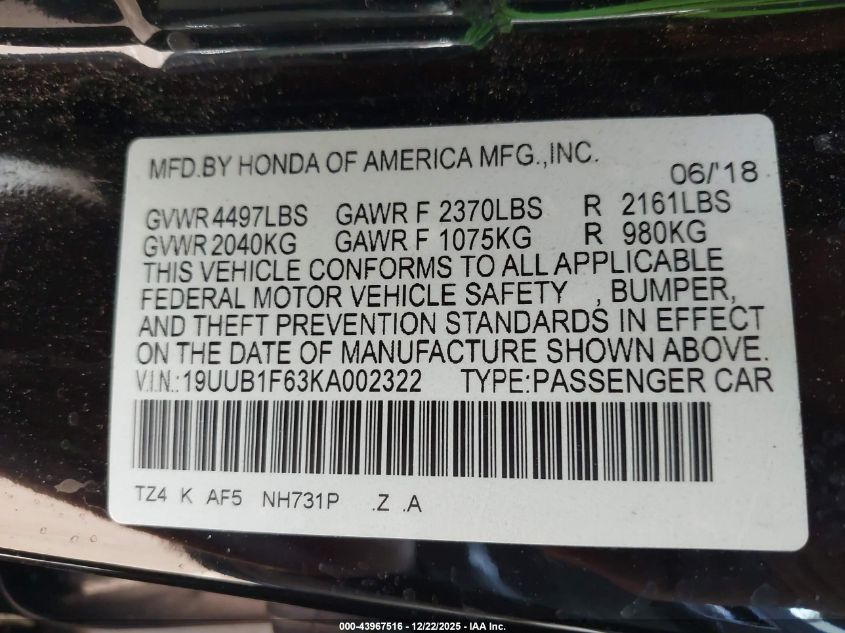 MFD.BY HONDA OF AMERICA MFG.,INC.
06/'18
GVWR 4497LBS GAWR F 2370LBS R 2161LBS
GVWR 2040KG GAWR F 1075KG R 980KG
THIS VEHICLE CONFORMS TO ALL APPLICABLE
FEDERAL MOTOR VEHICLE SAFETY , BUMPER,
AND THEFT PREVENTION STANDARDS IN EFFECT
ON THE DATE OF MANUFACTURE SHOWN ABOVE.
V.I.N.:19UUB1F63KA002322 TYPE:PASSENGER CAR
TZ4 K AF5 NH731P .Z .A
000-43967516 - 12/22/2025 - IAA Inc.